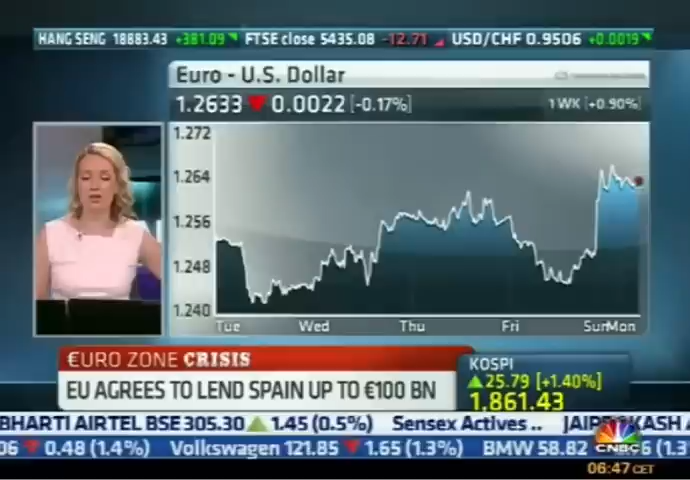 HANG SENG 18883.43 +381.09 FTSE close 5435.08 -12.71 USD/CHF 0.9506 +0.0019
Euro - U.S. Dollar
1.2633 0.0022 [-0.17%] 1 WK [+0.90%]
1.272
1.264
1.256
1.248
1.240
Tue Wed Thu Fri Sun Mon
€URO ZONE CRISIS
EU AGREES TO LEND SPAIN UP TO €100 BN
KOSPI
25.79 [+1.40%]
1,861.43
BHARTI AIRTEL BSE 305.30 1.45 (0.5%) Sensex Actives ..
06 0.48 (1.4%) Volkswagen 121.85 1.65 (1.3%) BMW 58.82
CNBC
06:47 CET